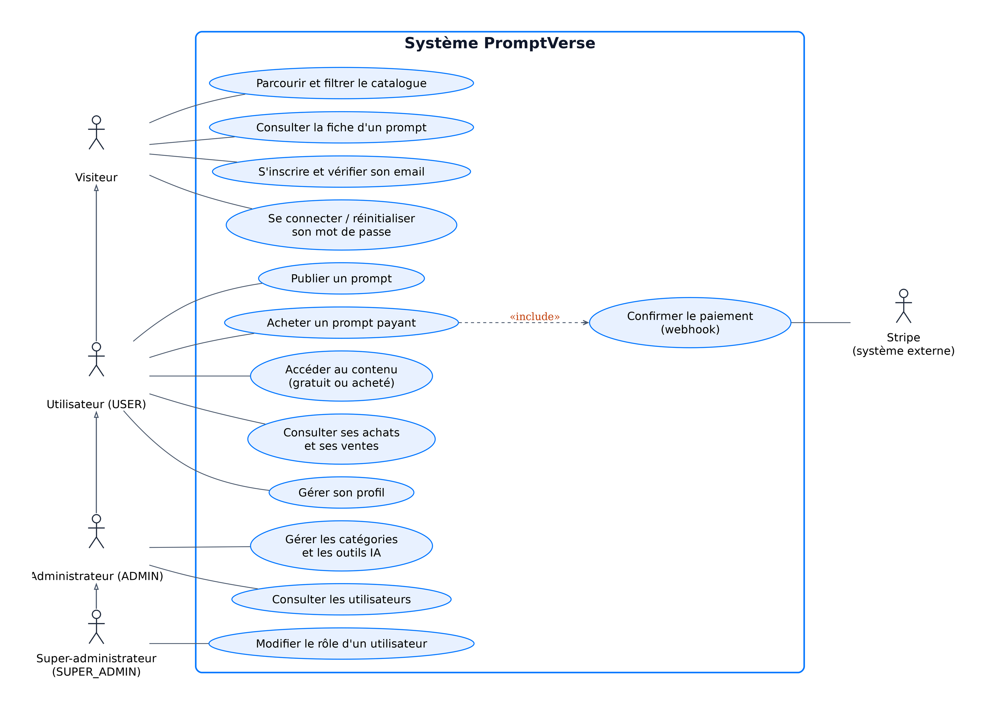 Système PromptVerse
Parcourir et filtrer le catalogue
Consulter la fiche d'un prompt
S'inscrire et vérifier son email
Visiteur
Se connecter / réinitialiser
son mot de passe
Publier un prompt
Acheter un prompt payant
«include»
Confirmer le paiement
(webhook)
Stripe
(système externe)
Accéder au contenu
(gratuit ou acheté)
Utilisateur (USER)
Consulter ses achats
et ses ventes
Gérer son profil
Gérer les catégories
et les outils IA
Administrateur (ADMIN)
Consulter les utilisateurs
Modifier le rôle d'un utilisateur
Super-administrateur
(SUPER_ADMIN)